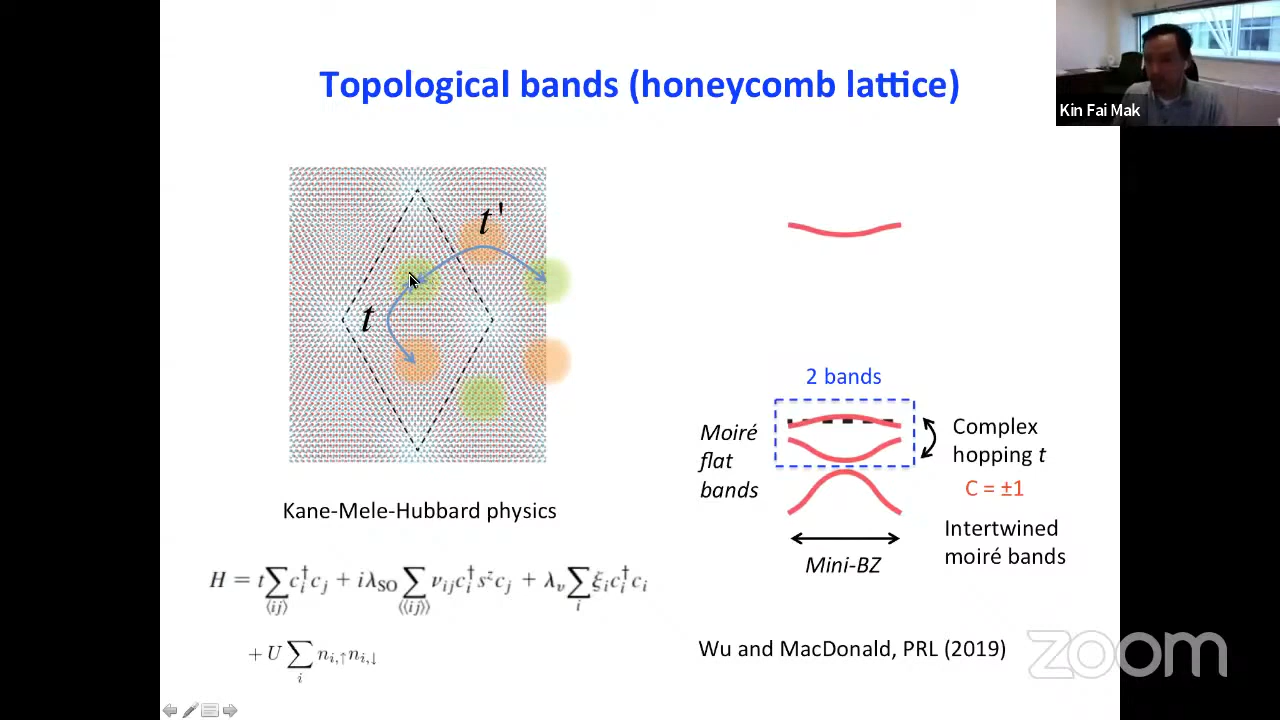 Topological bands (honeycomb lattice)
Kin Fai Mak
t'
t
2 bands
Moiré
flat
bands
Complex
hopping t
C = ±1
Intertwined
moiré bands
Mini-BZ
Kane-Mele-Hubbard physics
H = t∑⟨ij⟩ c†i cj + iλSO ∑⟨⟨ij⟩⟩ νij c†i s^z cj + λv ∑i ξi c†i ci
+ U ∑i ni,↑ ni,↓
Wu and MacDonald, PRL (2019)
zoom